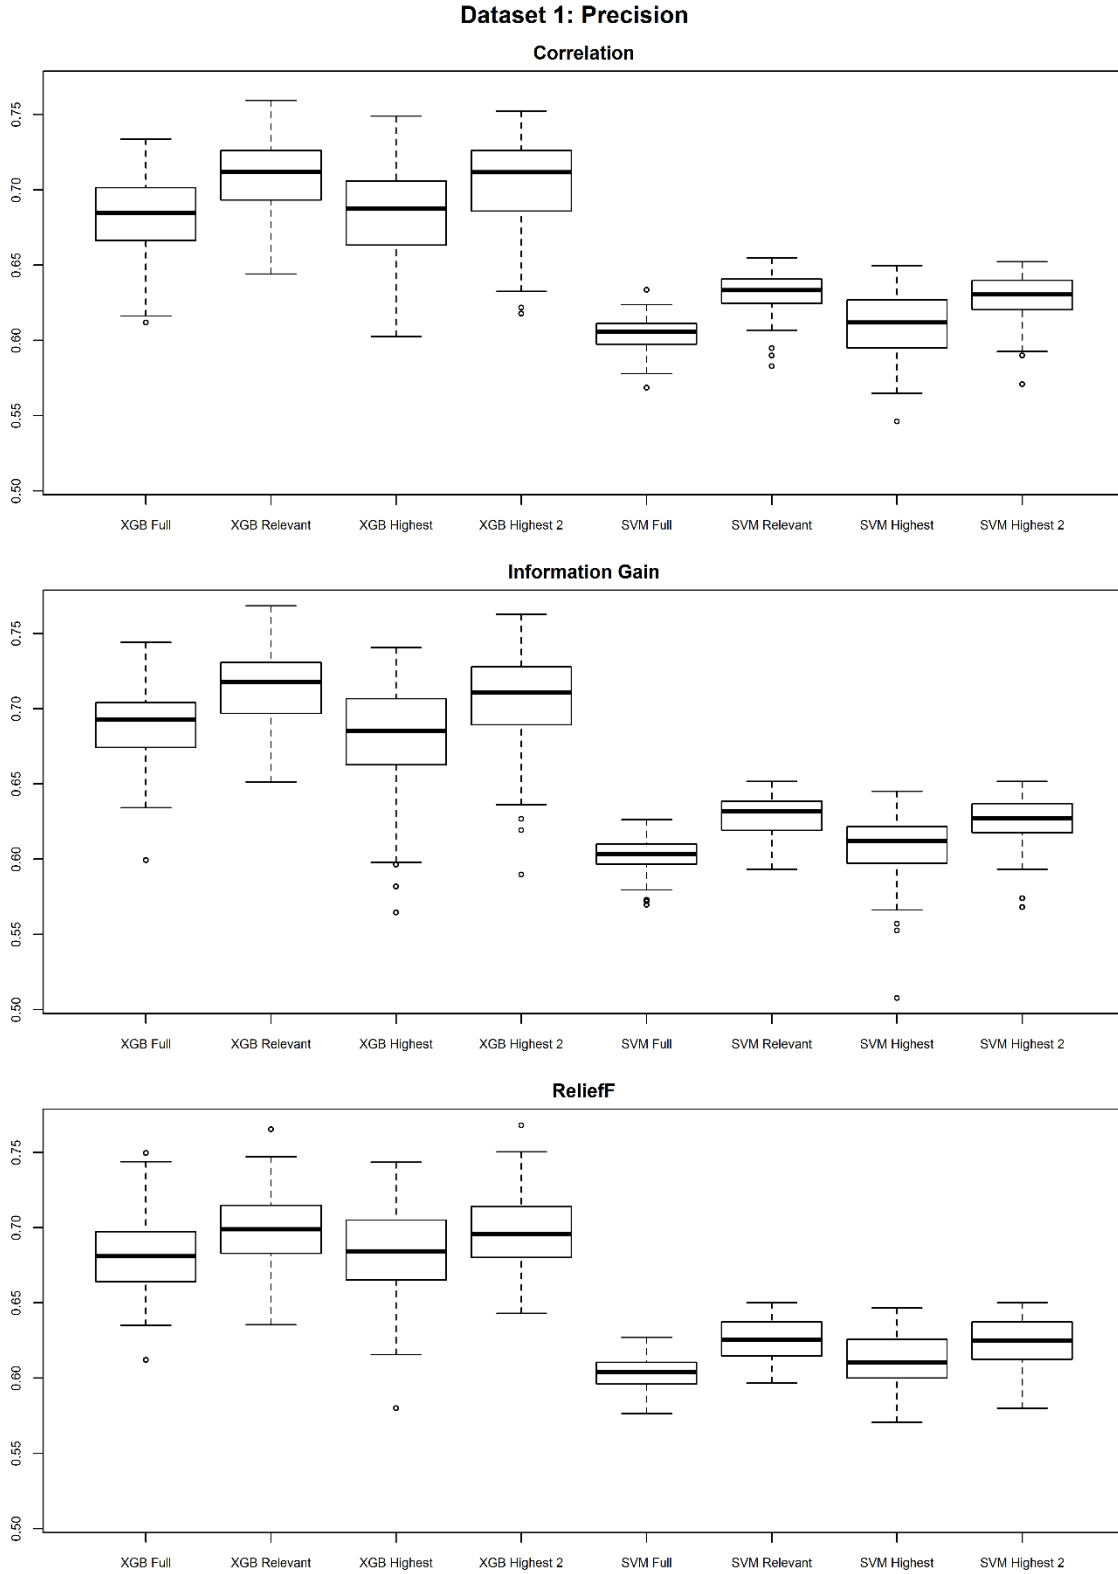 Dataset 1: Precision
Correlation
0.75
0.70
0.65
0.60
0.55
0.50
XGB Full XGB Relevant XGB Highest XGB Highest 2 SVM Full SVM Relevant SVM Highest SVM Highest 2
Information Gain
0.75
0.70
0.65
0.60
0.55
0.50
XGB Full XGB Relevant XGB Highest XGB Highest 2 SVM Full SVM Relevant SVM Highest SVM Highest 2
ReliefF
0.75
0.70
0.65
0.60
0.55
0.50
XGB Full XGB Relevant XGB Highest XGB Highest 2 SVM Full SVM Relevant SVM Highest SVM Highest 2